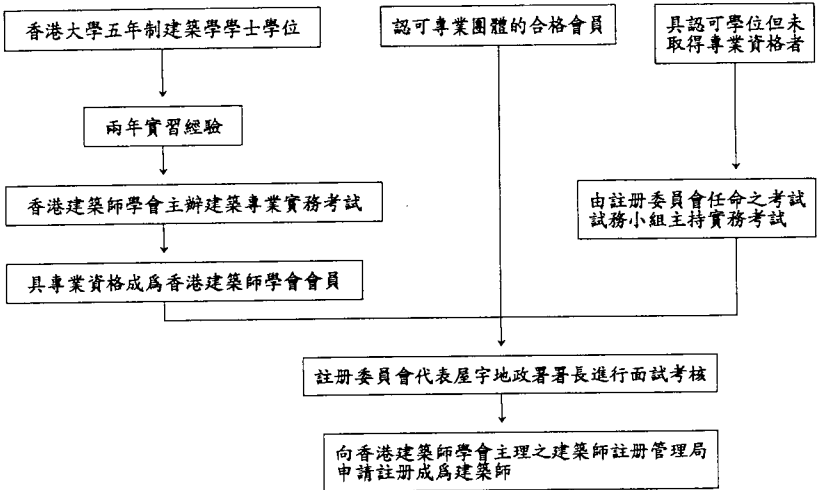 香港大學五年制建築學學士學位
認可專業團體的合格會員
具認可學位但未
取得專業資格者
兩年實習經驗
香港建築師學會主辦建築專業實務考試
由註册委員會任命之考試
試務小組主持實務考試
具專業資格成爲香港建築師學會會員
註册委員會代表屋宇地政署署長進行面試考核
向香港建築師學會主理之建築師註册管理局
申請註册成爲建築師